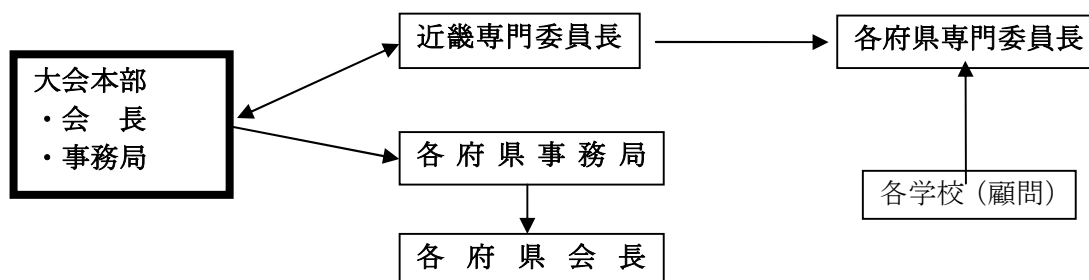 大会本部
・会　長
・事務局
近畿専門委員長
各府県専門委員長
各 府 県 事 務 局
各学校（顧問）
各　府　県　会　長